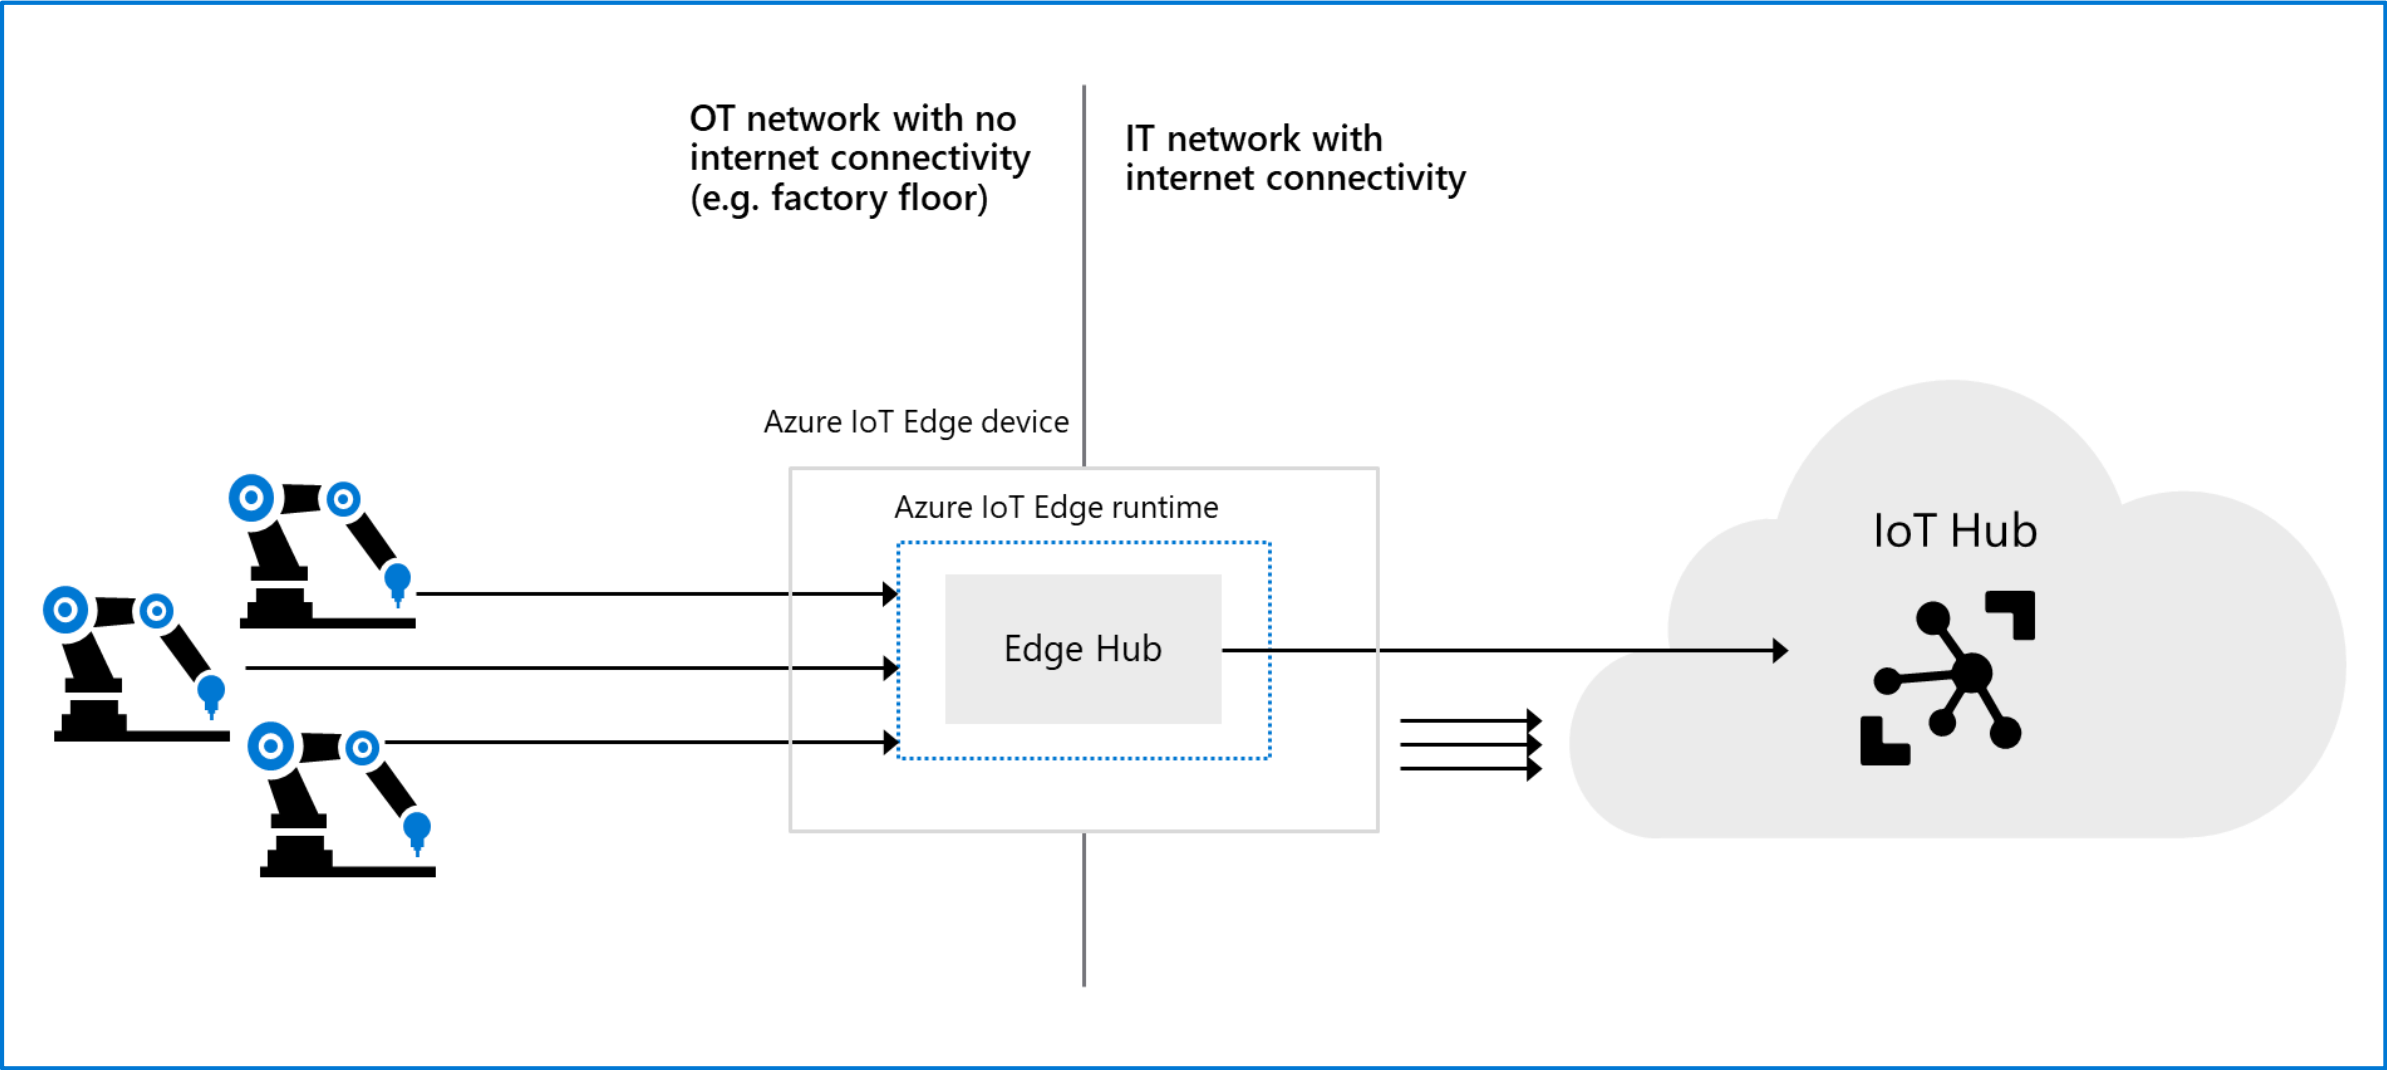 OT network with no
internet connectivity
(e.g. factory floor)
IT network with
internet connectivity
Azure IoT Edge device
Azure IoT Edge runtime
Edge Hub
IoT Hub